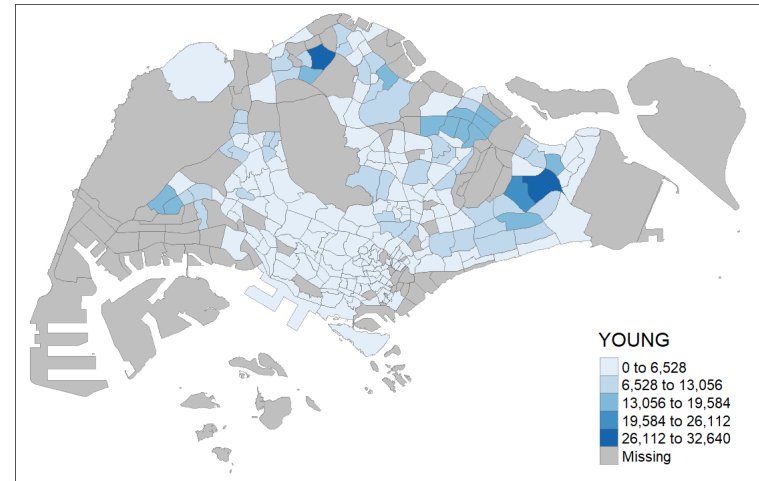 YOUNG
0 to 6,528
6,528 to 13,056
13,056 to 19,584
19,584 to 26,112
26,112 to 32,640
Missing